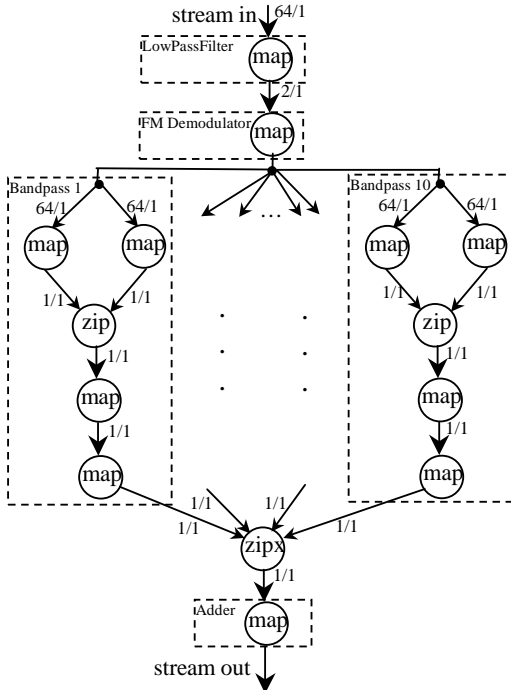 stream in
64/1
LowPassFilter
map
2/1
FM Demodulator
map
Bandpass 1
Bandpass 10
64/1 64/1
64/1 64/1
...
map map
map map
1/1 1/1
1/1 1/1
zip
zip
1/1
1/1
map
map
1/1
1/1
map
map
1/1 1/1
1/1 1/1
zipx
1/1
Adder
map
stream out